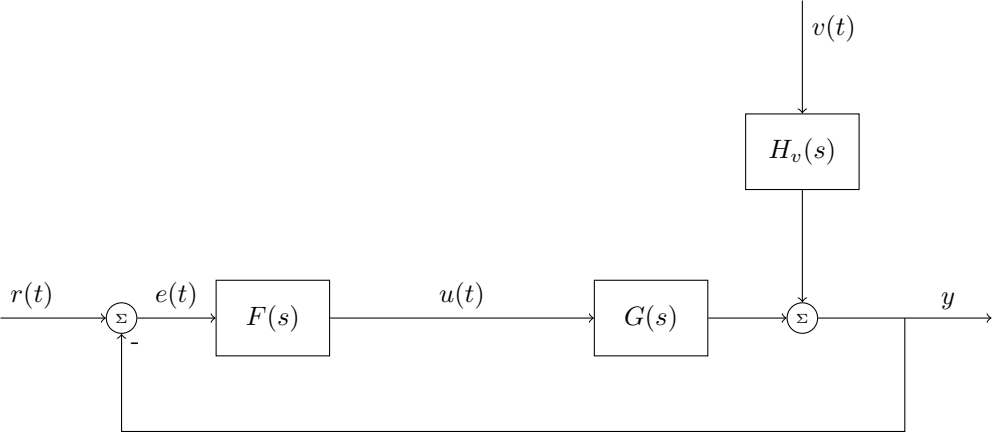 v(t)
H_v(s)
r(t)
Σ
e(t)
F(s)
u(t)
G(s)
Σ
y
-